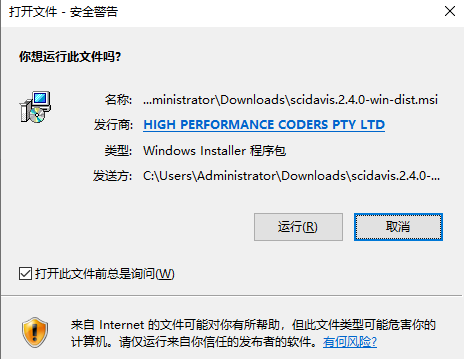 打开文件 - 安全警告
你想运行此文件吗?
名称: ...ministrator\Downloads\scidavis.2.4.0-win-dist.msi
发行商: HIGH PERFORMANCE CODERS PTY LTD
类型: Windows Installer 程序包
发送方: C:\Users\Administrator\Downloads\scidavis.2.4.0-...
运行(R) 取消
打开此文件前总是询问(W)
来自 Internet 的文件可能对你有所帮助，但此文件类型可能危害你的
计算机。请仅运行来自你信任的发布者的软件。有何风险?